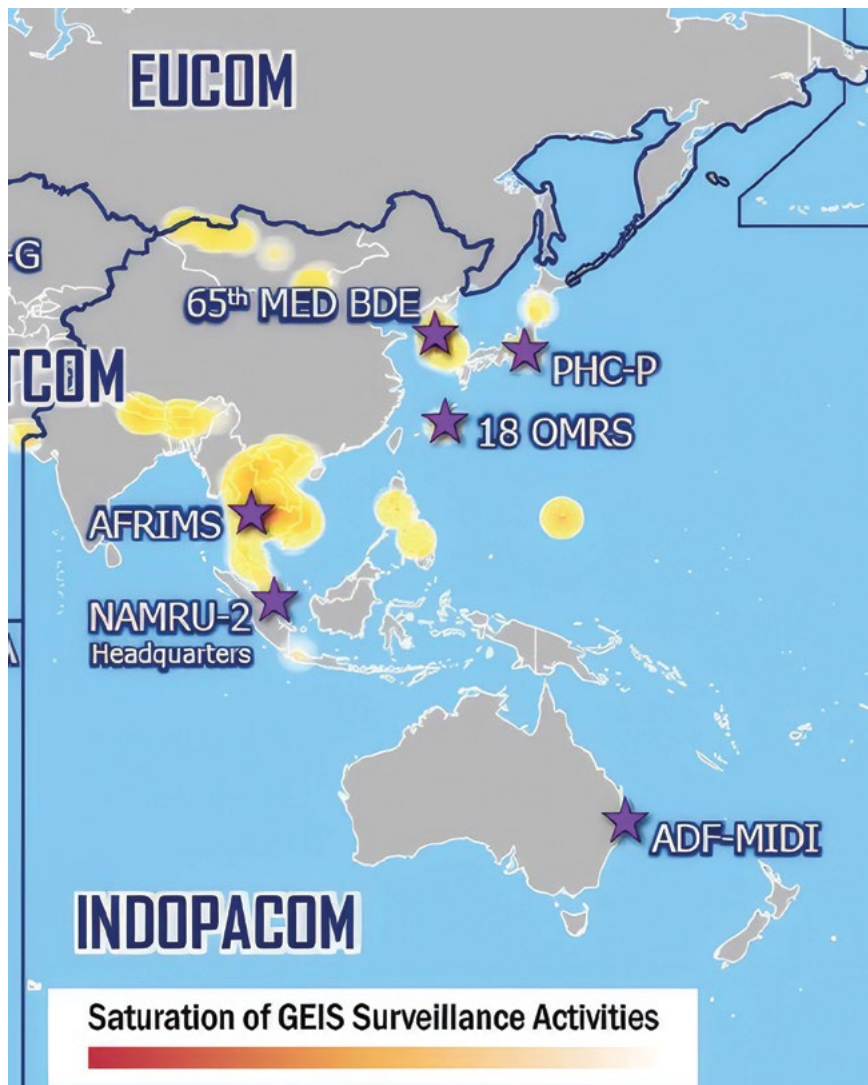 EUCOM
-G
65th MED BDE
TCOM
PHC-P
18 OMRS
AFRIMS
NAMRU-2
Headquarters
ADF-MIDI
INDOPACOM
Saturation of GEIS Surveillance Activities